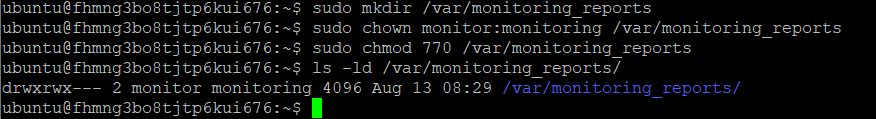 ubuntu@fhmng3bo8tjtp6kui676:~$ sudo mkdir /var/monitoring_reports
ubuntu@fhmng3bo8tjtp6kui676:~$ sudo chown monitor:monitoring /var/monitoring_reports
ubuntu@fhmng3bo8tjtp6kui676:~$ sudo chmod 770 /var/monitoring_reports
ubuntu@fhmng3bo8tjtp6kui676:~$ ls -ld /var/monitoring_reports/
drwxrwx--- 2 monitor monitoring 4096 Aug 13 08:29 /var/monitoring_reports/
ubuntu@fhmng3bo8tjtp6kui676:~$